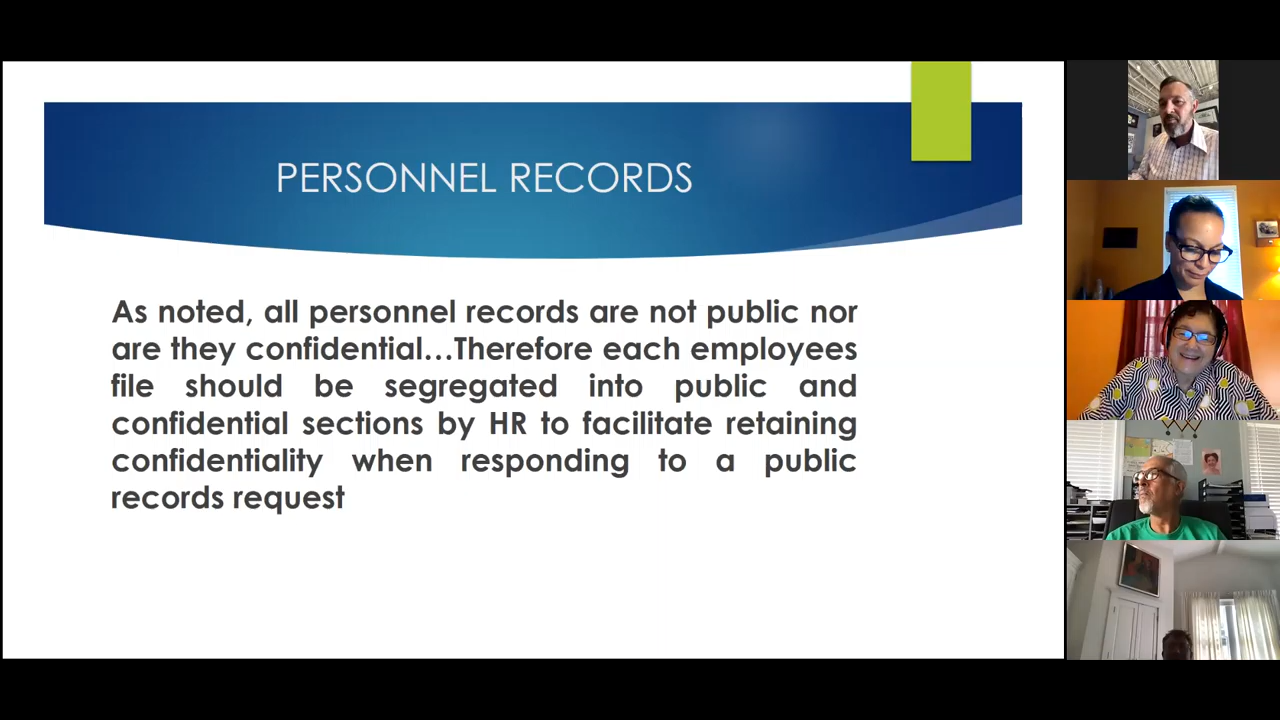 PERSONNEL RECORDS
As noted, all personnel records are not public nor
are they confidential…Therefore each employees
file should be segregated into public and
confidential sections by HR to facilitate retaining
confidentiality when responding to a public
records request